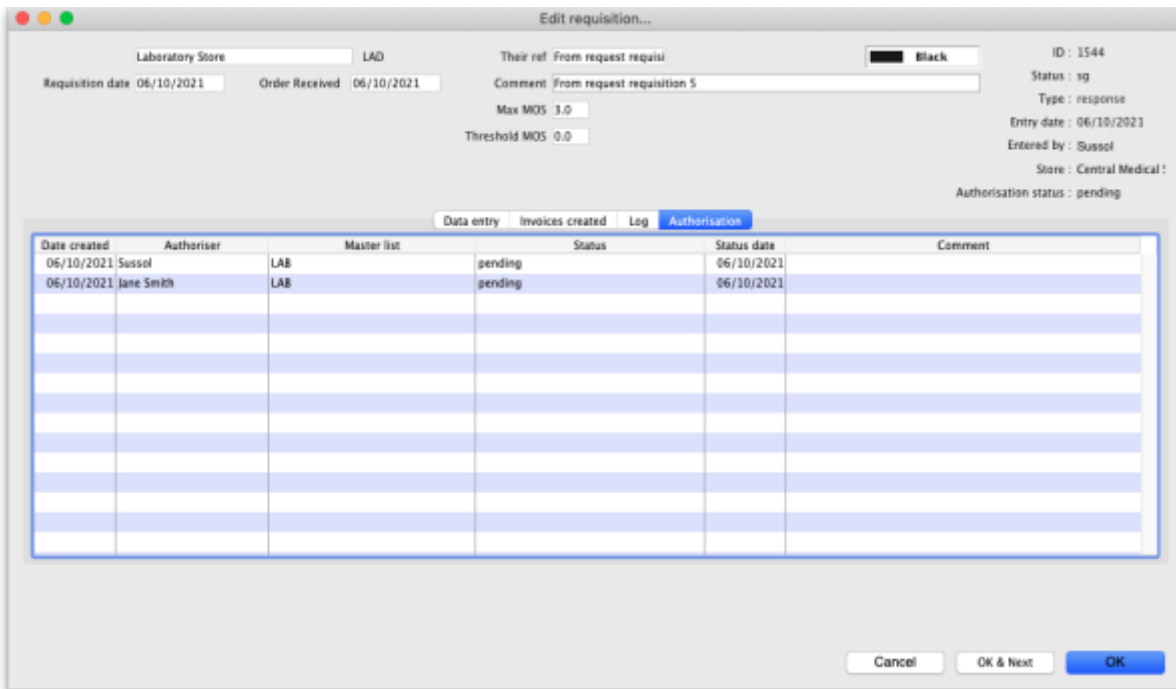 Edit requisition...
Laboratory Store LAD Their ref From request requisi Black ID : 1544
Requisition date 06/10/2021 Order Received 06/10/2021 Comment From request requisition 5 Status : sg
Max MOS 3.0 Type : response
Threshold MOS 0.0 Entry date : 06/10/2021
Entered by : Sussol
Store : Central Medical
Authorisation status : pending
Data entry Invoices created Log Authorisation
Date created Authoriser Master list Status Status date Comment
06/10/2021 Sussol LAB pending 06/10/2021
06/10/2021 Jane Smith LAB pending 06/10/2021
Cancel OK & Next OK